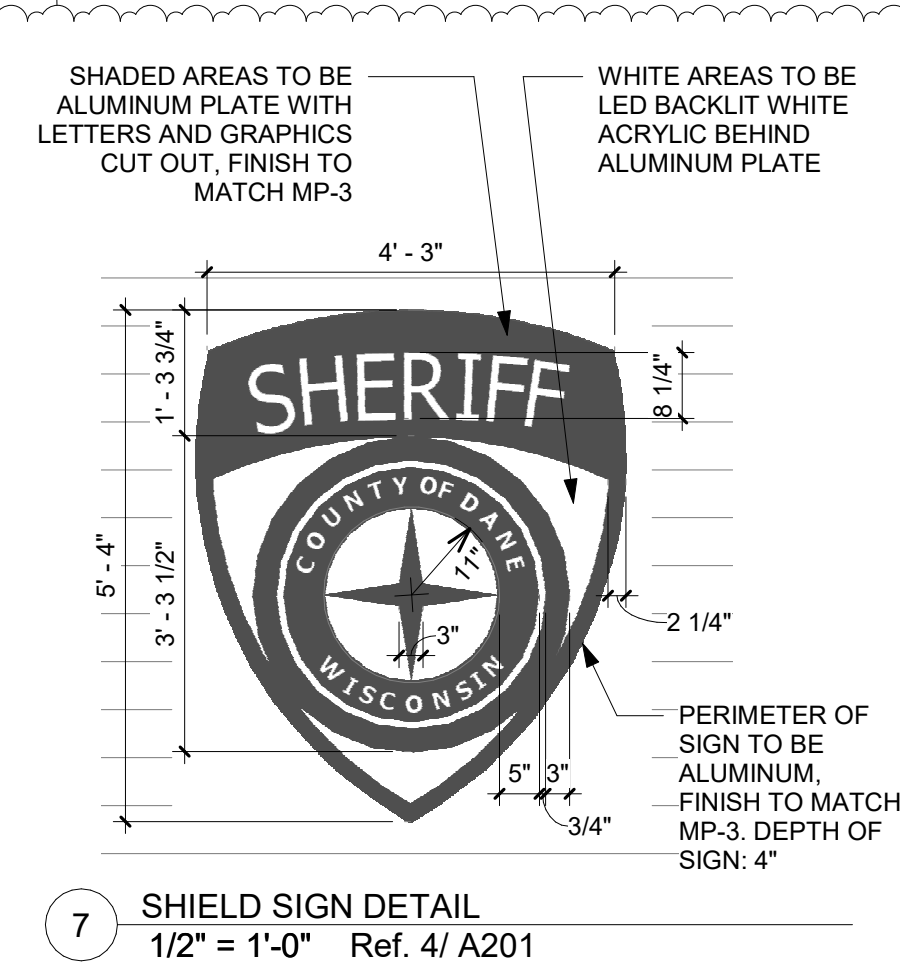 SHADED AREAS TO BE
ALUMINUM PLATE WITH
LETTERS AND GRAPHICS
CUT OUT, FINISH TO
MATCH MP-3
WHITE AREAS TO BE
LED BACKLIT WHITE
ACRYLIC BEHIND
ALUMINUM PLATE
4' - 3"
1' - 3 3/4"
8 1/4"
SHERIFF
COUNTY OF DANE
WISCONSIN
11"
3"
5' - 4"
3' - 3 1/2"
2 1/4"
5"
3"
3/4"
PERIMETER OF
SIGN TO BE
ALUMINUM,
FINISH TO MATCH
MP-3. DEPTH OF
SIGN: 4"
7
SHIELD SIGN DETAIL
1/2" = 1'-0" Ref. 4/ A201